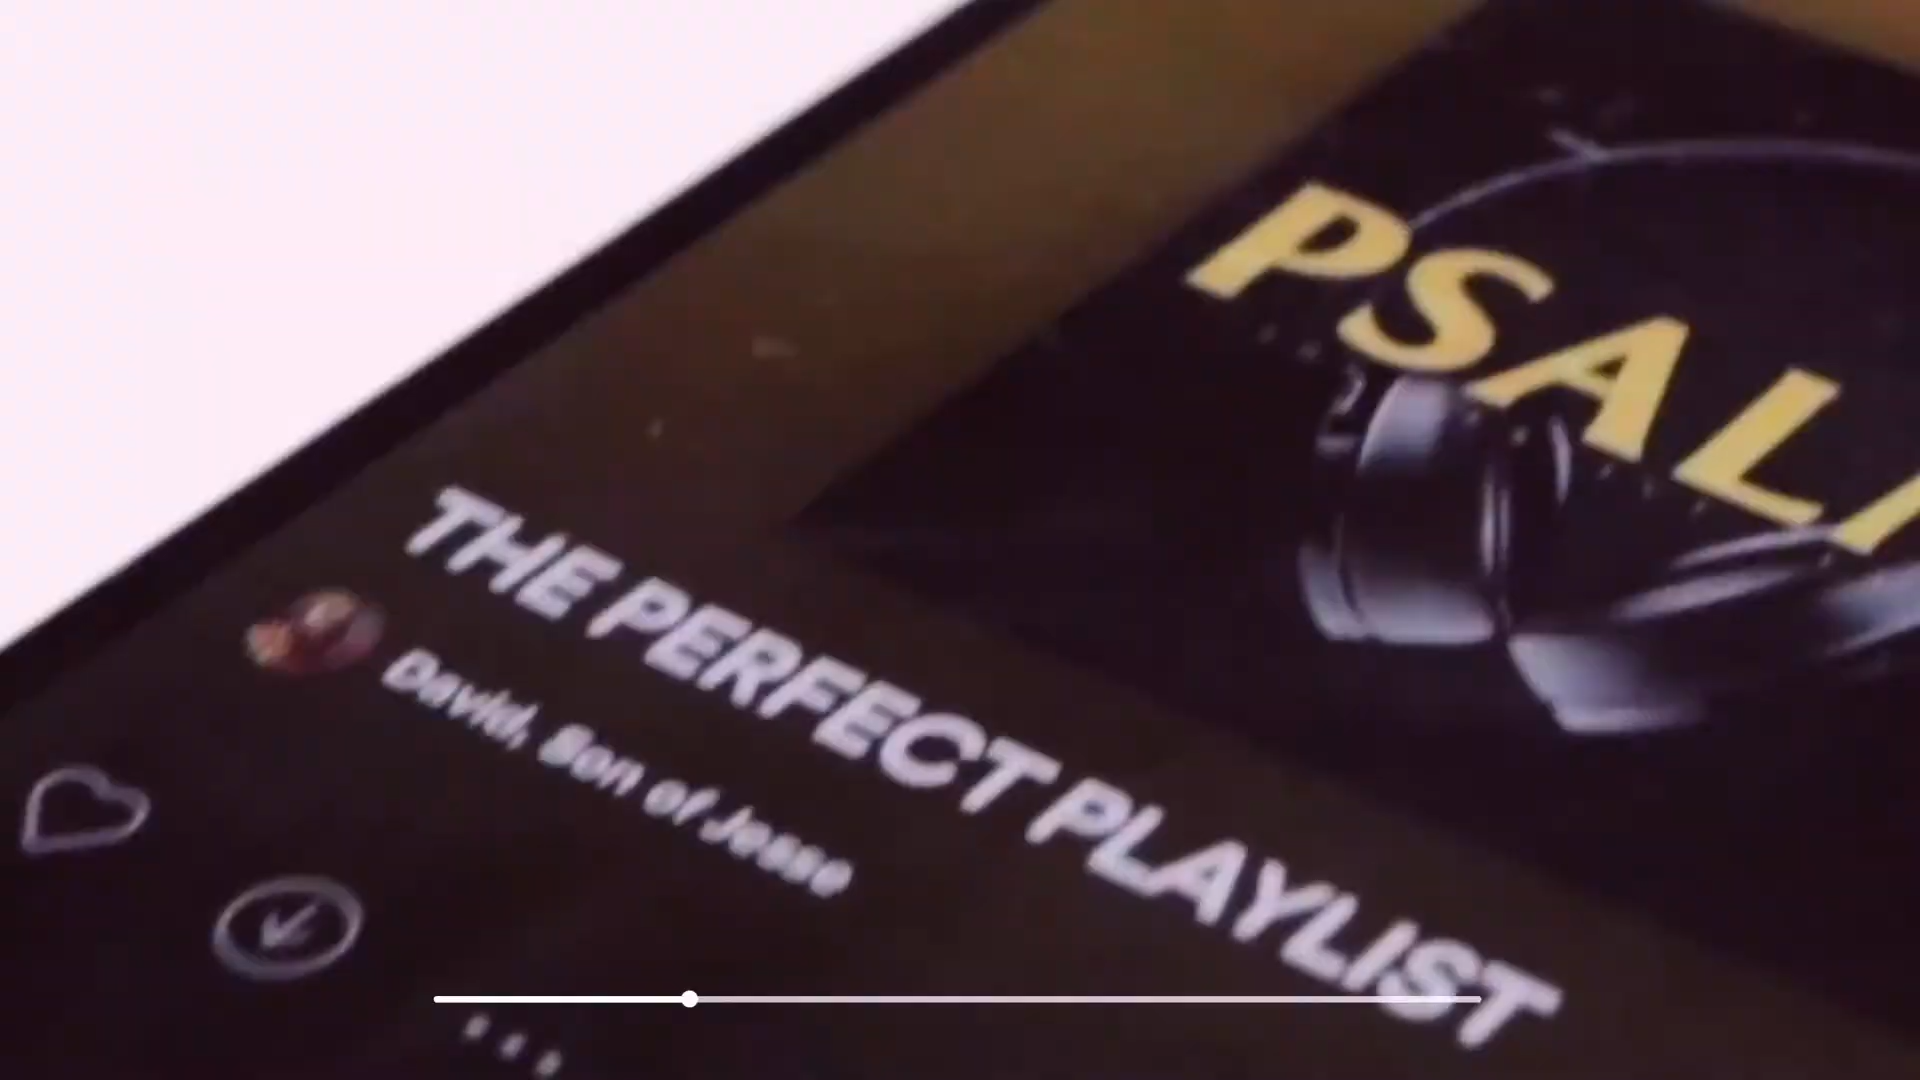 PSAL
THE PERFECT PLAYLIST
David, Son of Jesse